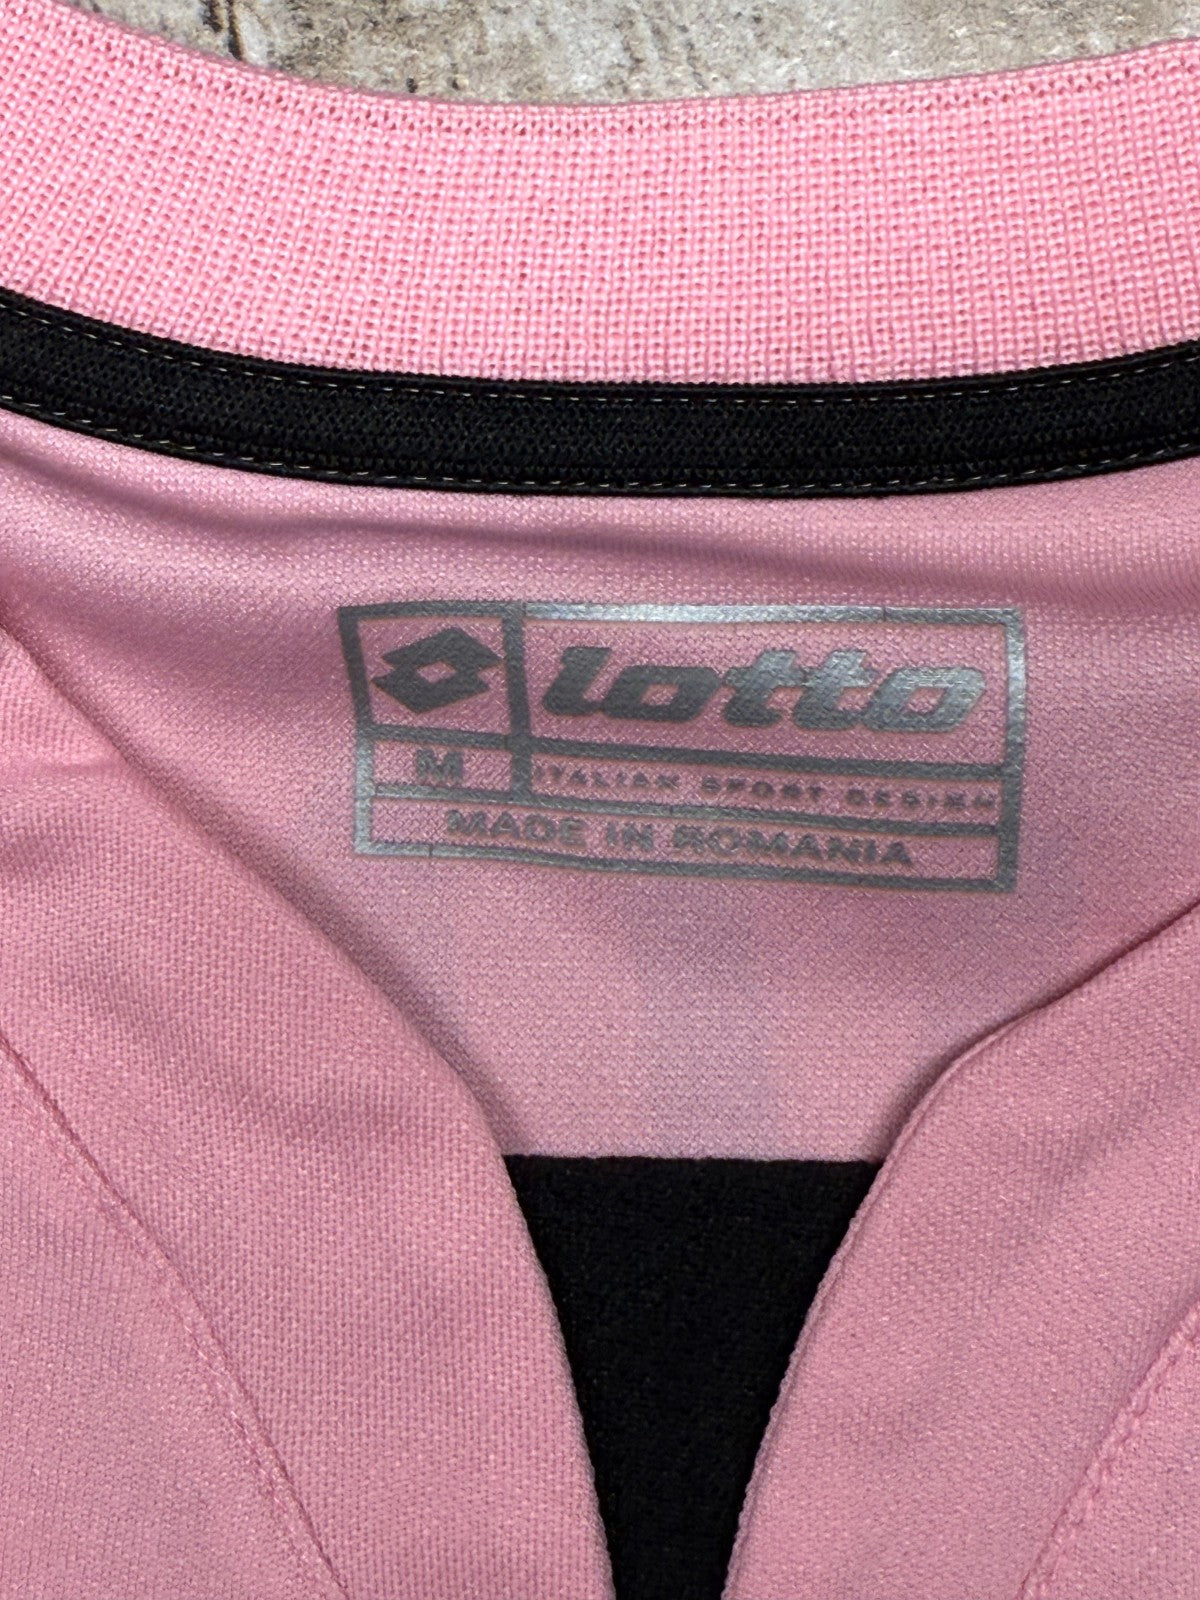 lotto
M ITALIAN SPORT DESIGN
MADE IN ROMANIA